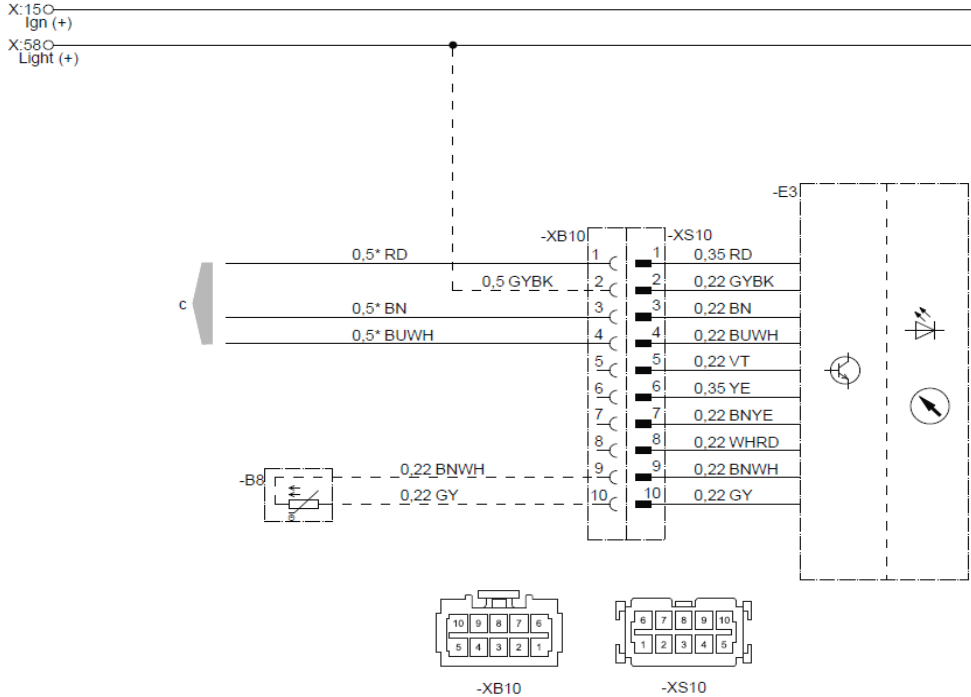 X:15
Ign (+)
X:58
Light (+)
-E3
-XB10
-XS10
0,5* RD
1
1
0,35 RD
0,5 GYBK
2
2
0,22 GYBK
c
0,5* BN
3
3
0,22 BN
0,5* BUWH
4
4
0,22 BUWH
5
5
0,22 VT
6
6
0,35 YE
7
7
0,22 BNYE
8
8
0,22 WHRD
-B8
0,22 BNWH
9
9
0,22 BNWH
0,22 GY
10
10
0,22 GY
10 9 8 7 6
5 4 3 2 1
6 7 8 9 10
1 2 3 4 5
-XB10
-XS10